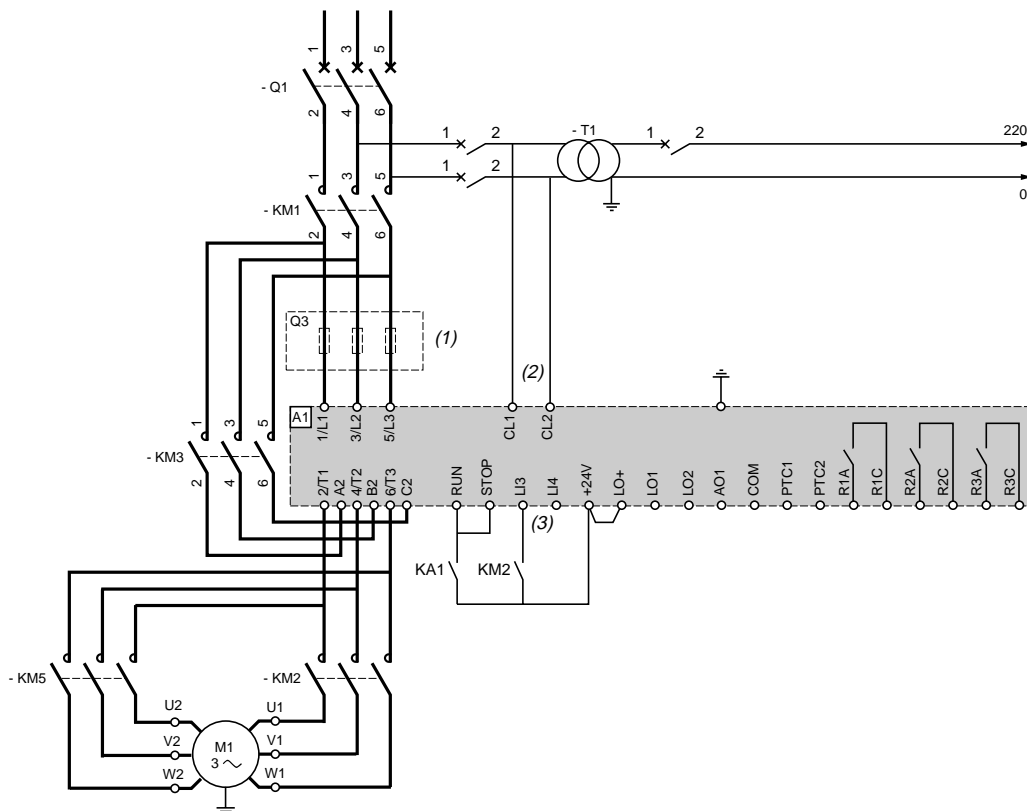 1 3 5
- Q1
2 4 6
1 2 - T1 1 2 220
1 2
0
1 3 5
- KM1
2 4 6
Q3 (1)
(2)
A1 1/L1 3/L2 5/L3 CL1 CL2
1 3 5
- KM3
2 4 6
2/T1 A2 4/T2 B2 6/T3 C2 RUN STOP LI3 LI4 +24V LO+ LO1 LO2 AO1 COM PTC1 PTC2 R1A R1C R2A R2C R3A R3C
(3)
KA1 KM2
- KM5 - KM2
U2 U1
V2 M1 V1
3
W2 W1